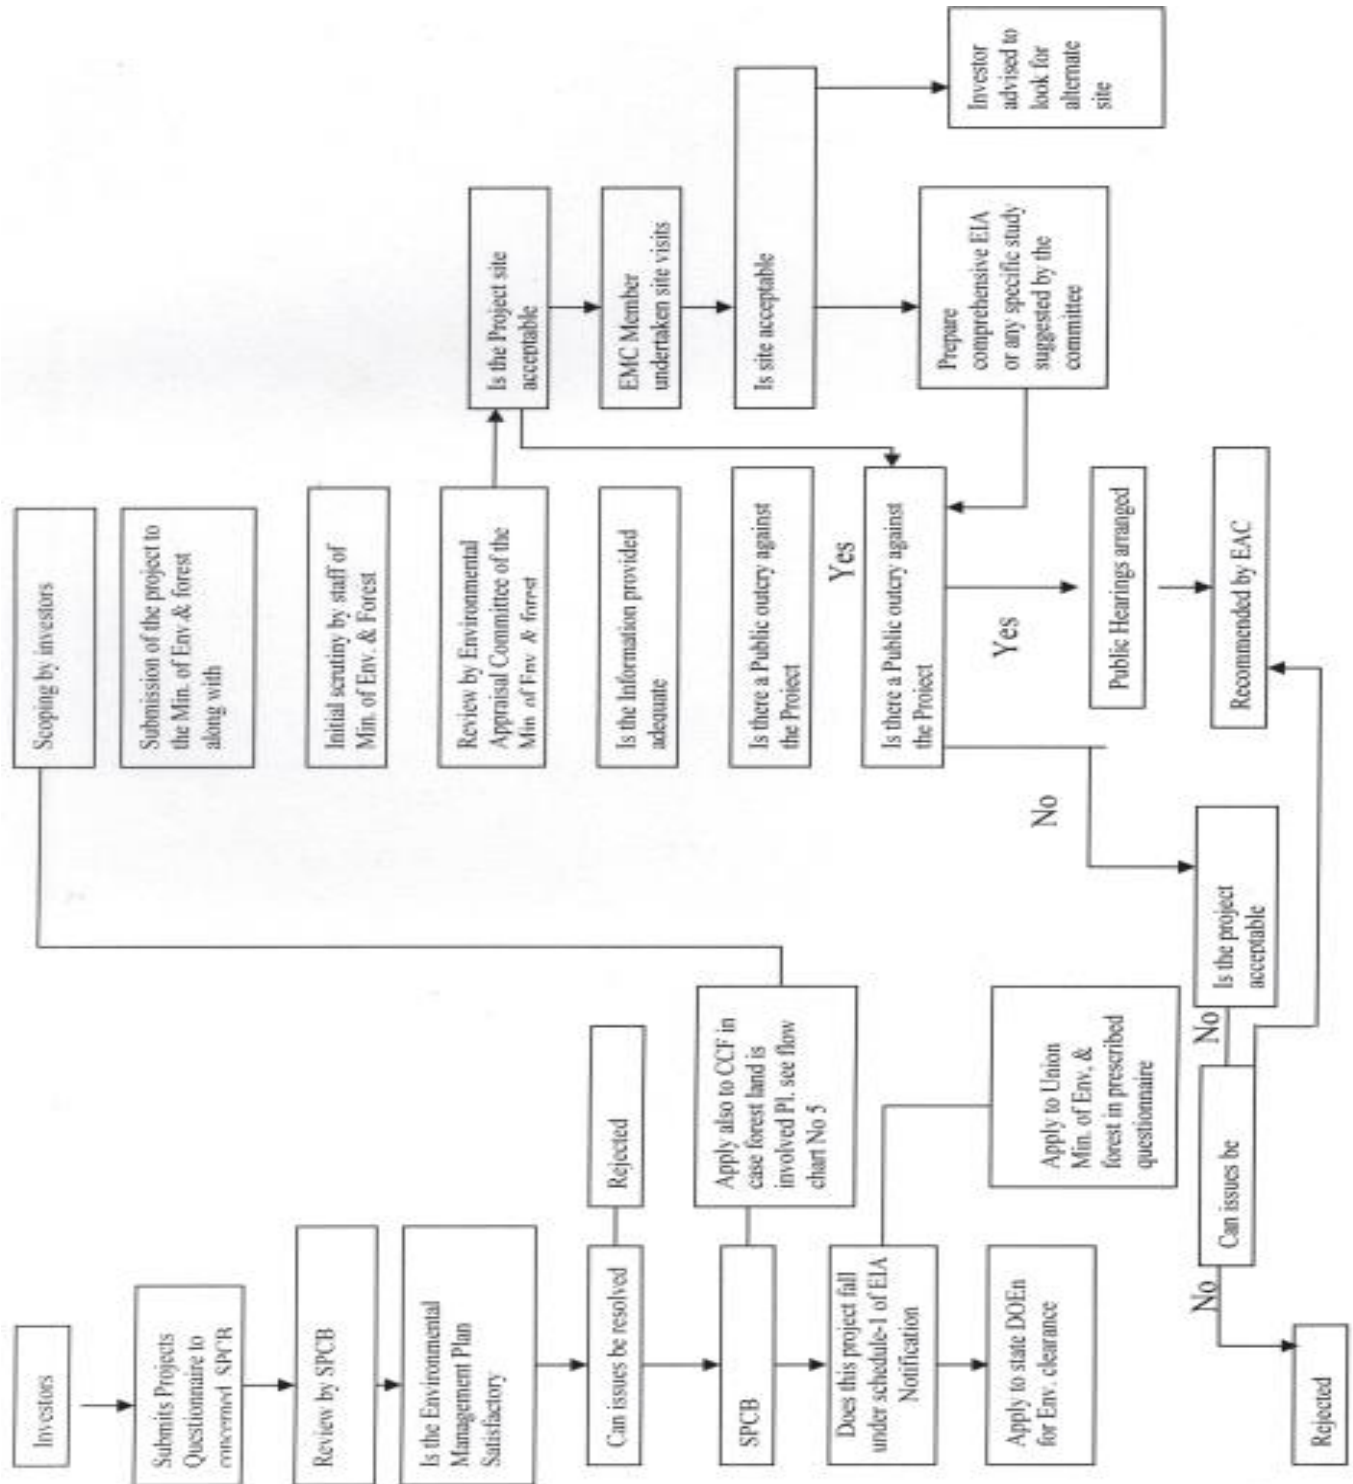 Investors
Submits Projects
Questionnaire to
concerned SPCB
Review by SPCB
Is the Environmental
Management Plan
Satisfactory
Can issues be resolved
Rejected
SPCB
Apply also to CCF in
case forest land is
involved Pl. see flow
chart No 5
Does this project fall
under schedule-1 of EIA
Notification
Apply to Union
Min. of Env, &
forest in prescribed
questionnaire
Apply to state DOEn
for Env. clearance
Scoping by investors
Submission of the project to
the Min. of Env & forest
along with
Initial scrutiny by staff of
Min. of Env. & Forest
Review by Environmental
Appraisal Committee of the
Min of Env & forest
Is the Information provided
adequate
Is there a Public outcry against
the Project
Yes
Is there a Public outcry against
the Project
Yes
No
Is the Project site
acceptable
EMC Member
undertaken site visits
Is site acceptable
Investor
advised to
look for
alternate
site
Prepare
comprehensive EIA
or any specific study
suggested by the
committee
Public Hearings arranged
Recommended by EAC
Is the project
acceptable
No
Can issues be
No
Rejected